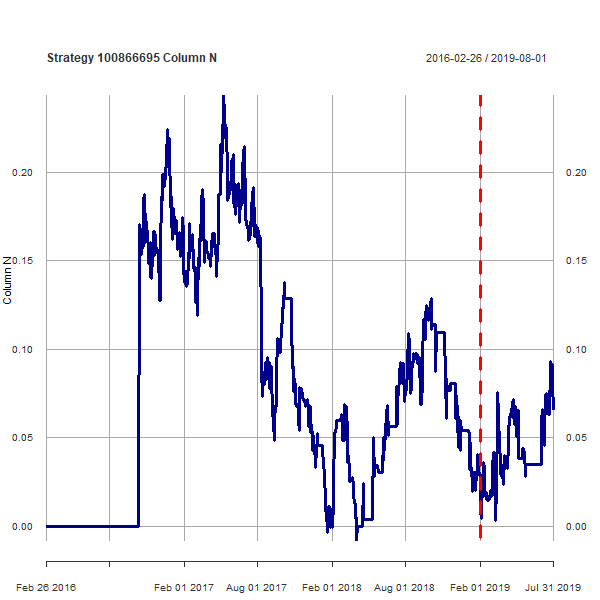 Strategy 100866695 Column N
2016-02-26 / 2019-08-01
Column N
0.20
0.15
0.10
0.05
0.00
0.20
0.15
0.10
0.05
0.00
Feb 26 2016
Feb 01 2017
Aug 01 2017
Feb 01 2018
Aug 01 2018
Feb 01 2019
Jul 31 2019